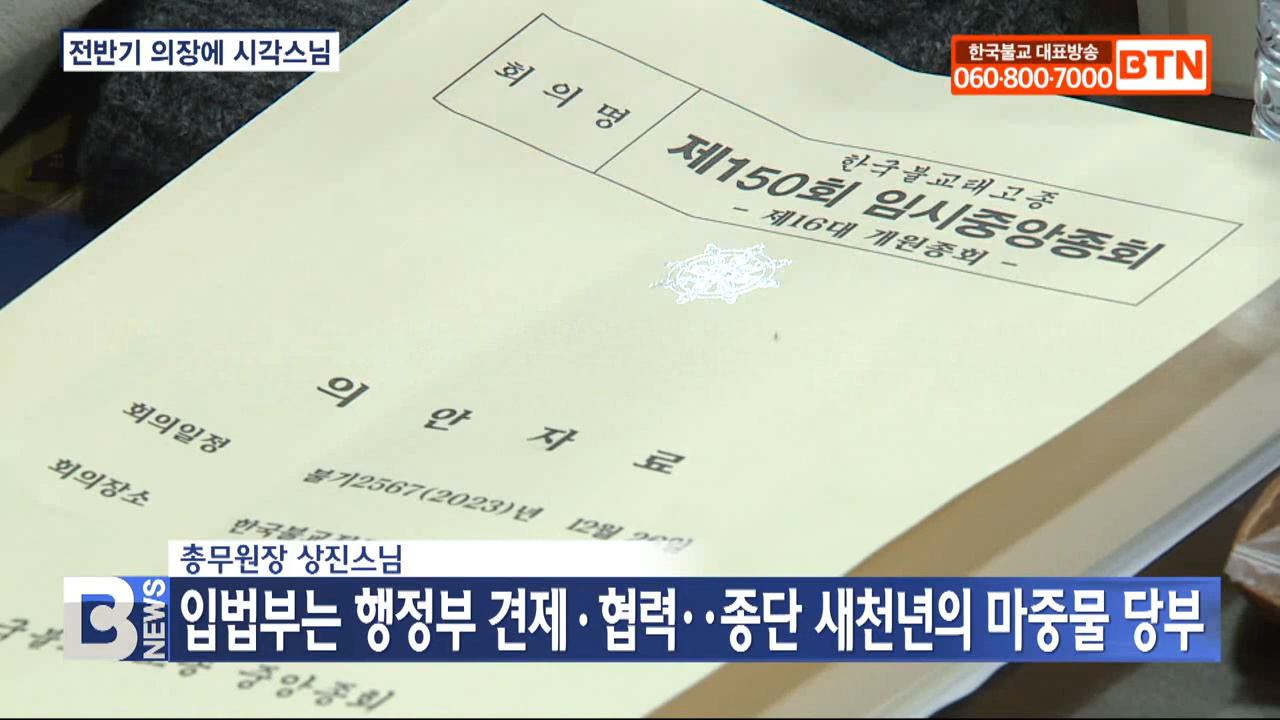 전반기 의장에 시각스님
한국불교 대표방송
060·800·7000
BTN
회의명
한국불교태고종
제150회 임시중앙종회
- 제16대 개원종회 -
의안자료
회의일정
불기2567(2023)년 12월 26일
회의장소
총무원장 상진스님
B NEWS
입법부는 행정부 견제·협력‥종단 새천년의 마중물 당부
중앙종회